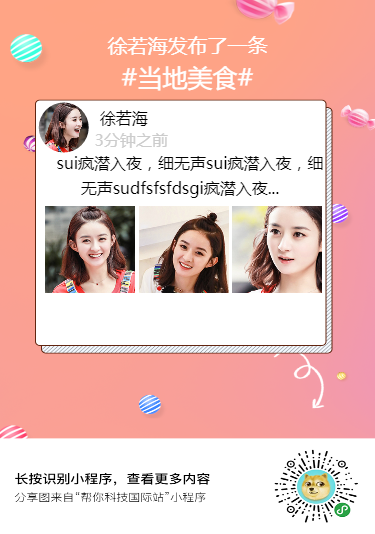 徐若海发布了一条
#当地美食#
徐若海
3分钟之前
sui疯潜入夜，细无声sui疯潜入夜，细
无声sudfsfsfdsgi疯潜入夜...
长按识别小程序，查看更多内容
分享图来自“帮你科技国际站”小程序